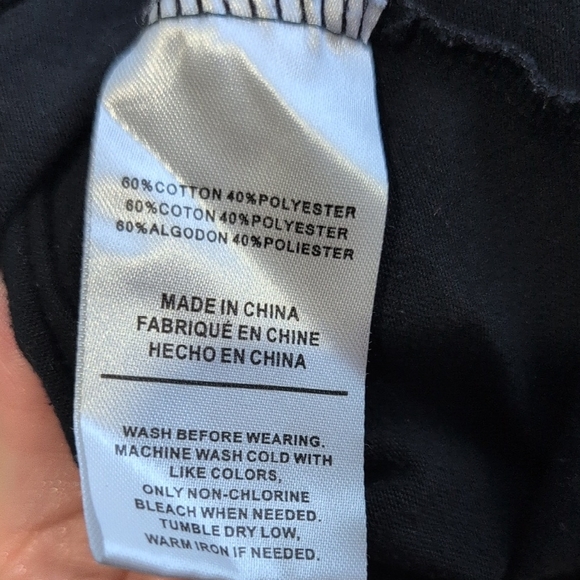 60%COTTON 40%POLYESTER
60%COTON 40%POLYESTER
60%ALGODON 40%POLIESTER
MADE IN CHINA
FABRIQUÉ EN CHINE
HECHO EN CHINA
WASH BEFORE WEARING.
MACHINE WASH COLD WITH
LIKE COLORS,
ONLY NON-CHLORINE
BLEACH WHEN NEEDED.
TUMBLE DRY LOW,
WARM IRON IF NEEDED.